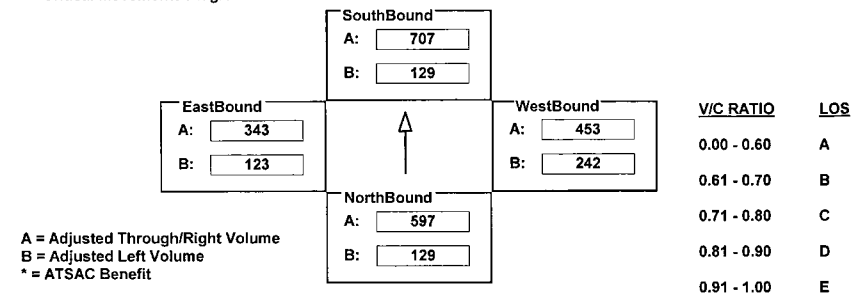 SouthBound
A: 707
B: 129
EastBound
A: 343
B: 123
WestBound
A: 453
B: 242
NorthBound
A: 597
B: 129
A = Adjusted Through/Right Volume
B = Adjusted Left Volume
* = ATSAC Benefit
V/C RATIO LOS
0.00 - 0.60 A
0.61 - 0.70 B
0.71 - 0.80 C
0.81 - 0.90 D
0.91 - 1.00 E